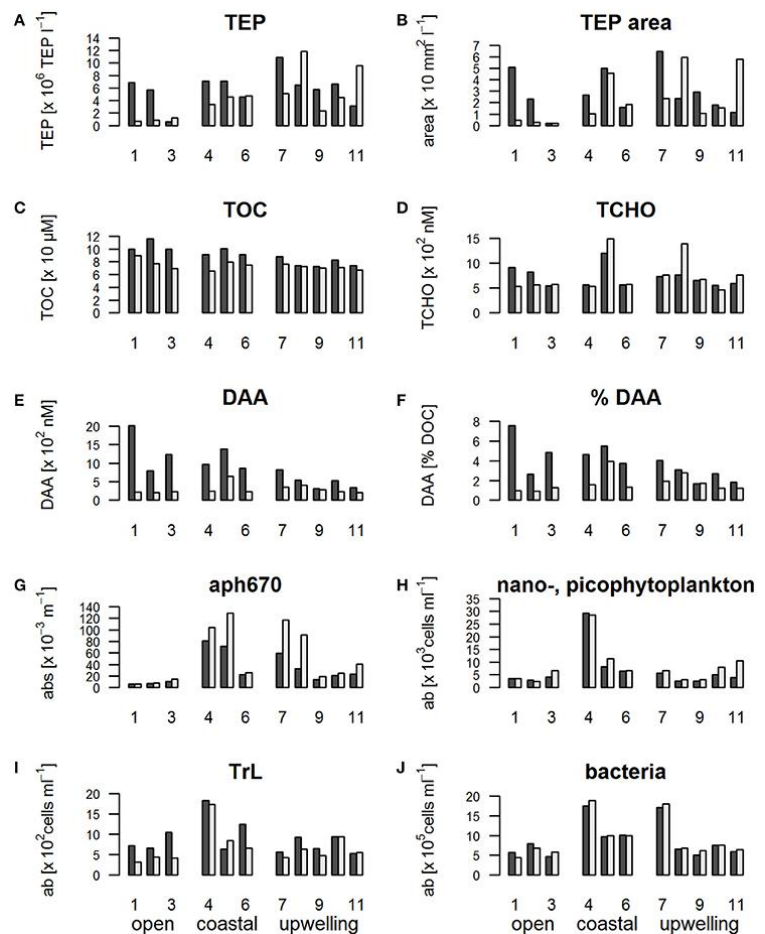 A TEP
TEP [x 10⁶ TEP l⁻¹]
14
12
10
8
6
4
2
0
1 3 4 6 7 9 11
B TEP area
area [x 10 mm² l⁻¹]
7
6
5
4
3
2
1
0
1 3 4 6 7 9 11
C TOC
TOC [x 10 µM]
12
10
8
6
4
2
0
1 3 4 6 7 9 11
D TCHO
TCHO [x 10² nM]
15
10
5
0
1 3 4 6 7 9 11
E DAA
DAA [x 10² nM]
20
15
10
5
0
1 3 4 6 7 9 11
F % DAA
DAA [% DOC]
8
6
4
2
0
1 3 4 6 7 9 11
G aph670
abs [x10⁻³ m⁻¹]
140
100
80
60
40
20
0
1 3 4 6 7 9 11
H nano-, picophytoplankton
ab [x 10³cells ml⁻¹]
35
30
25
20
15
10
5
0
1 3 4 6 7 9 11
I TrL
ab [x 10²cells ml⁻¹]
20
15
10
5
0
1 3 4 6 7 9 11
open coastal upwelling
J bacteria
ab [x 10⁵cells ml⁻¹]
20
15
10
5
0
1 3 4 6 7 9 11
open coastal upwelling